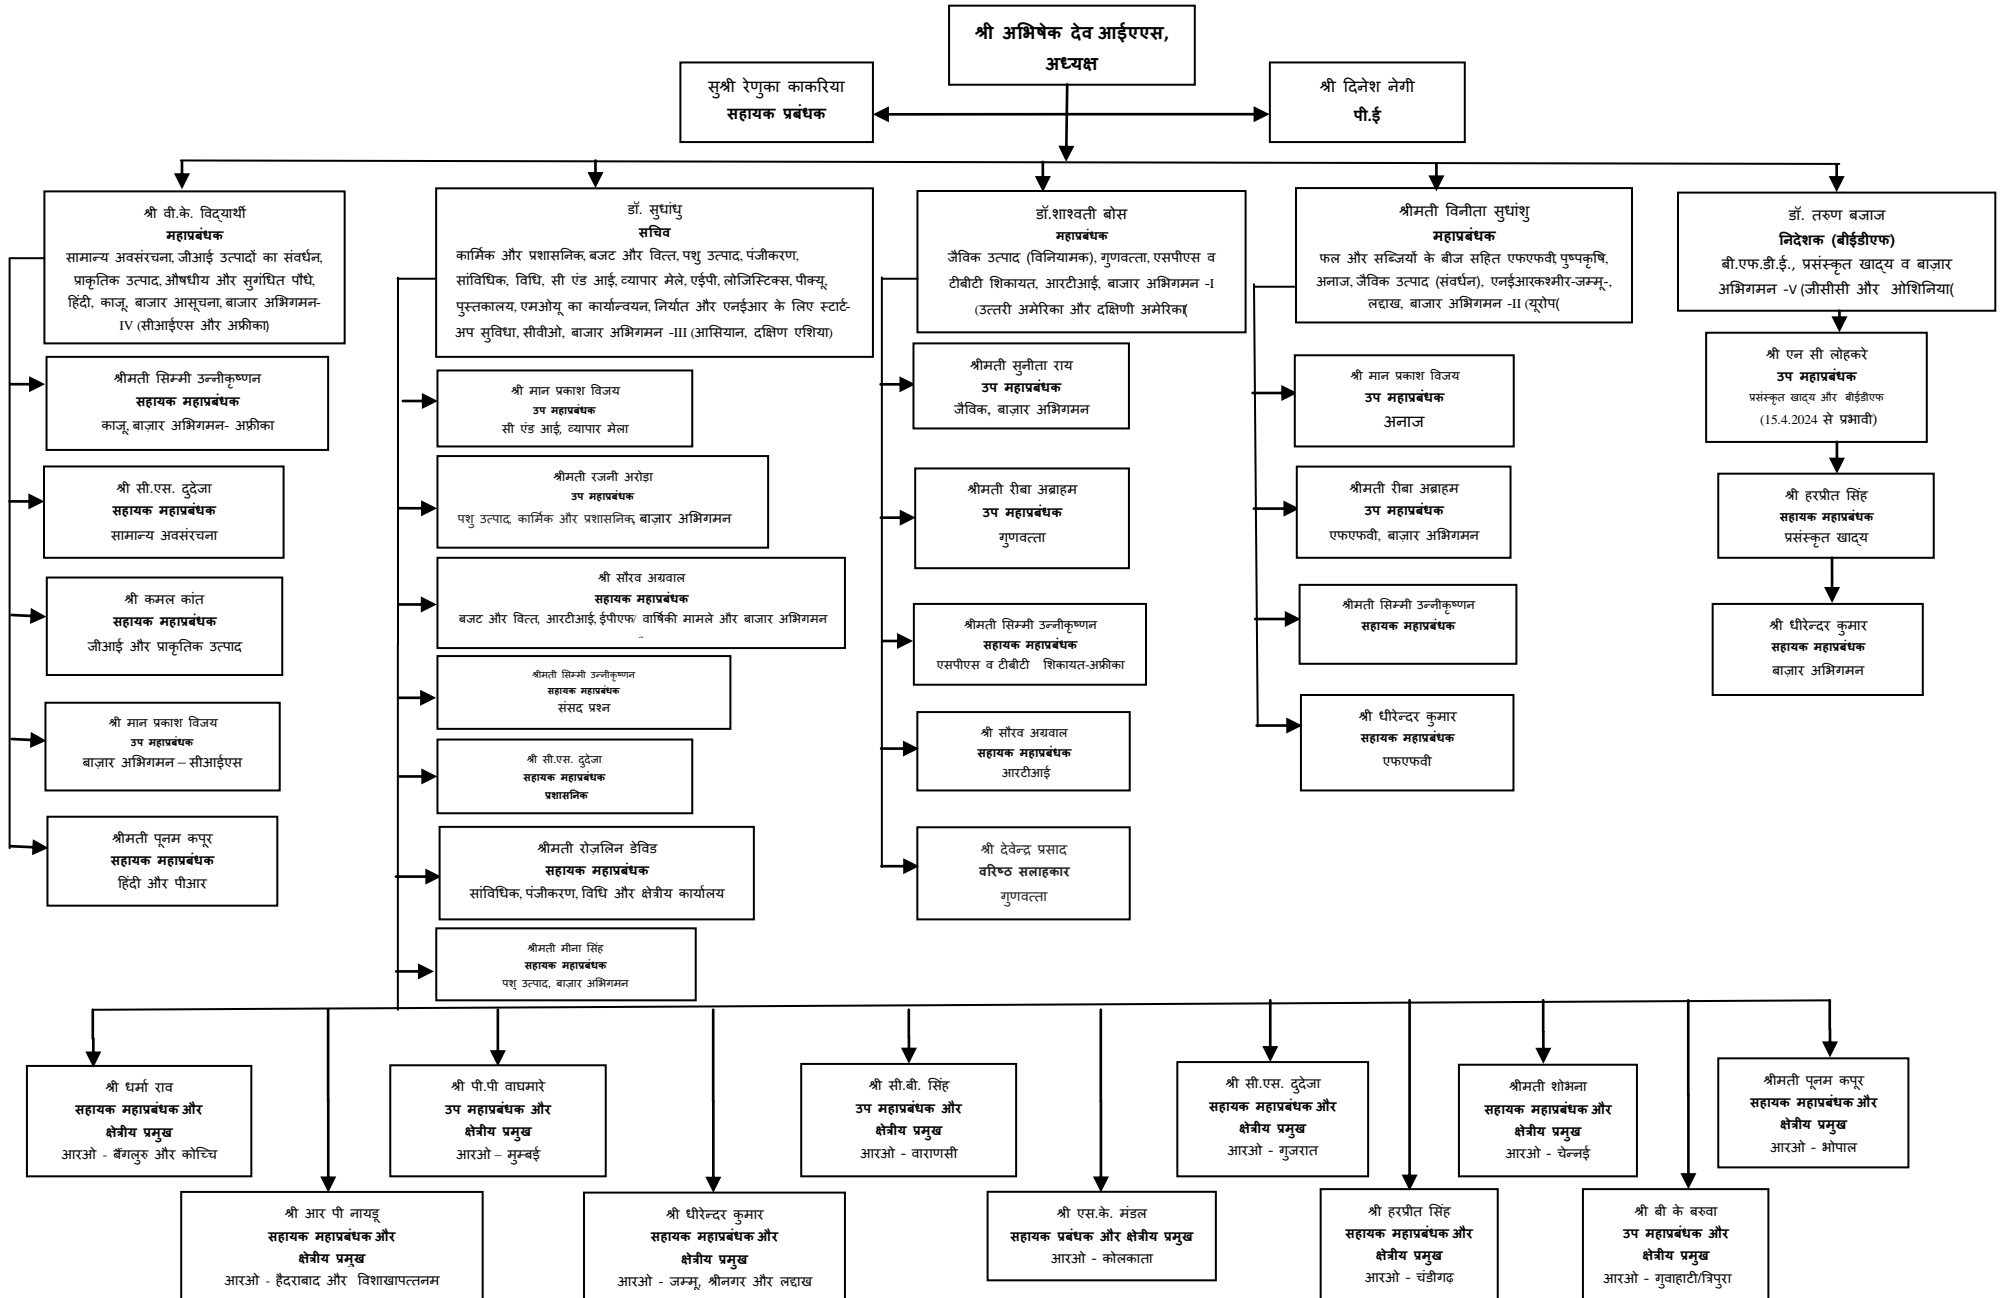 श्री अभिषेक देव आईएएस,
अध्यक्ष
सुश्री रेणुका काकरिया
सहायक प्रबंधक
श्री दिनेश नेगी
पी.ई
श्री वी.के. विद्यार्थी
महाप्रबंधक
सामान्य अवसंरचना, जीआई उत्पादों का संवर्धन,
प्राकृतिक उत्पाद, औषधीय और सुगंधित पौधे,
हिंदी, काजू, बाजार आसूचना, बाजार अभिगमन-
IV (सीआईएस और अफ्रीका)
श्रीमती सिम्मी उन्नीकृष्णन
सहायक महाप्रबंधक
काजू, बाज़ार अभिगमन- अफ्रीका
श्री सी.एस. दुदेजा
सहायक महाप्रबंधक
सामान्य अवसंरचना
श्री कमल कांत
सहायक महाप्रबंधक
जीआई और प्राकृतिक उत्पाद
श्री मान प्रकाश विजय
उप महाप्रबंधक
बाज़ार अभिगमन – सीआईएस
श्रीमती पूनम कपूर
सहायक महाप्रबंधक
हिंदी और पीआर
डॉ. सुधांधु
सचिव
कार्मिक और प्रशासनिक, बजट और वित्त, पशु उत्पाद, पंजीकरण,
सांविधिक, विधि, सी एंड आई, व्यापार मेले, एईपी, लोजिस्टिक्स, पीक्यू,
पुस्तकालय, एमओयू का कार्यान्वयन, निर्यात और एनईआर के लिए स्टार्ट-
अप सुविधा, सीवीओ, बाजार अभिगमन -III (आसियान, दक्षिण एशिया)
श्री मान प्रकाश विजय
उप महाप्रबंधक
सी एंड आई, व्यापार मेला
श्रीमती रजनी अरोड़ा
उप महाप्रबंधक
पशु उत्पाद, कार्मिक और प्रशासनिक, बाज़ार अभिगमन
श्री सौरव अग्रवाल
सहायक महाप्रबंधक
बजट और वित्त, आरटीआई, ईपीएफ/ वार्षिकी मामले और बाजार अभिगमन
श्रीमती सिम्मी उन्नीकृष्णन
सहायक महाप्रबंधक
संसद प्रश्न
श्री सी.एस. दुदेजा
सहायक महाप्रबंधक
प्रशासनिक
श्रीमती रोज़लिन डेविड
सहायक महाप्रबंधक
सांविधिक, पंजीकरण, विधि और क्षेत्रीय कार्यालय
श्रीमती मीना सिंह
सहायक महाप्रबंधक
पशु उत्पाद, बाज़ार अभिगमन
डॉ.शाश्वती बोस
महाप्रबंधक
जैविक उत्पाद (विनियामक), गुणवत्ता, एसपीएस व
टीबीटी शिकायत, आरटीआई, बाजार अभिगमन -I
(उत्तरी अमेरिका और दक्षिणी अमेरिका(
श्रीमती सुनीता राय
उप महाप्रबंधक
जैविक, बाज़ार अभिगमन
श्रीमती रीबा अब्राहम
उप महाप्रबंधक
गुणवत्ता
श्रीमती सिम्मी उन्नीकृष्णन
सहायक महाप्रबंधक
एसपीएस व टीबीटी शिकायत-अफ्रीका
श्री सौरव अग्रवाल
सहायक महाप्रबंधक
आरटीआई
श्री देवेन्द्र प्रसाद
वरिष्ठ सलाहकार
गुणवत्ता
श्रीमती विनीता सुधांशु
महाप्रबंधक
फल और सब्जियों के बीज सहित एफएफवी, पुष्पकृषि,
अनाज, जैविक उत्पाद (संवर्धन), एनईआरकश्मीर-जम्मू-,
लद्दाख, बाजार अभिगमन -II (यूरोप(
श्री मान प्रकाश विजय
उप महाप्रबंधक
अनाज
श्रीमती रीबा अब्राहम
उप महाप्रबंधक
एफएफवी, बाज़ार अभिगमन
श्रीमती सिम्मी उन्नीकृष्णन
सहायक महाप्रबंधक
श्री धीरेन्दर कुमार
सहायक महाप्रबंधक
एफएफवी
डॉ. तरुण बजाज
निदेशक (बीईडीएफ)
बी.एफ.डी.ई., प्रसंस्कृत खाद्य व बाज़ार
अभिगमन -V (जीसीसी और ओशिनिया(
श्री एन सी लोहकरे
उप महाप्रबंधक
प्रसंस्कृत खाद्य और बीईडीएफ
(15.4.2024 से प्रभावी)
श्री हरप्रीत सिंह
सहायक महाप्रबंधक
प्रसंस्कृत खाद्य
श्री धीरेन्दर कुमार
सहायक महाप्रबंधक
बाज़ार अभिगमन
श्री धर्मा राव
सहायक महाप्रबंधक और
क्षेत्रीय प्रमुख
आरओ - बैंगलुरु और कोच्चि
श्री पी.पी वाघमारे
उप महाप्रबंधक और
क्षेत्रीय प्रमुख
आरओ – मुम्बई
श्री सी.बी. सिंह
उप महाप्रबंधक और
क्षेत्रीय प्रमुख
आरओ - वाराणसी
श्री सी.एस. दुदेजा
सहायक महाप्रबंधक और
क्षेत्रीय प्रमुख
आरओ - गुजरात
श्रीमती शोभना
सहायक महाप्रबंधक और
क्षेत्रीय प्रमुख
आरओ - चेन्नई
श्रीमती पूनम कपूर
सहायक महाप्रबंधक और
क्षेत्रीय प्रमुख
आरओ - भोपाल
श्री आर पी नायडू
सहायक महाप्रबंधक और
क्षेत्रीय प्रमुख
आरओ - हैदराबाद और विशाखापत्तनम
श्री धीरेन्दर कुमार
सहायक महाप्रबंधक और
क्षेत्रीय प्रमुख
आरओ - जम्मू, श्रीनगर और लद्दाख
श्री एस.के. मंडल
सहायक प्रबंधक और क्षेत्रीय प्रमुख
आरओ - कोलकाता
श्री हरप्रीत सिंह
सहायक महाप्रबंधक और
क्षेत्रीय प्रमुख
आरओ - चंडीगढ़
श्री बी के बरुवा
उप महाप्रबंधक और
क्षेत्रीय प्रमुख
आरओ - गुवाहाटी/त्रिपुरा